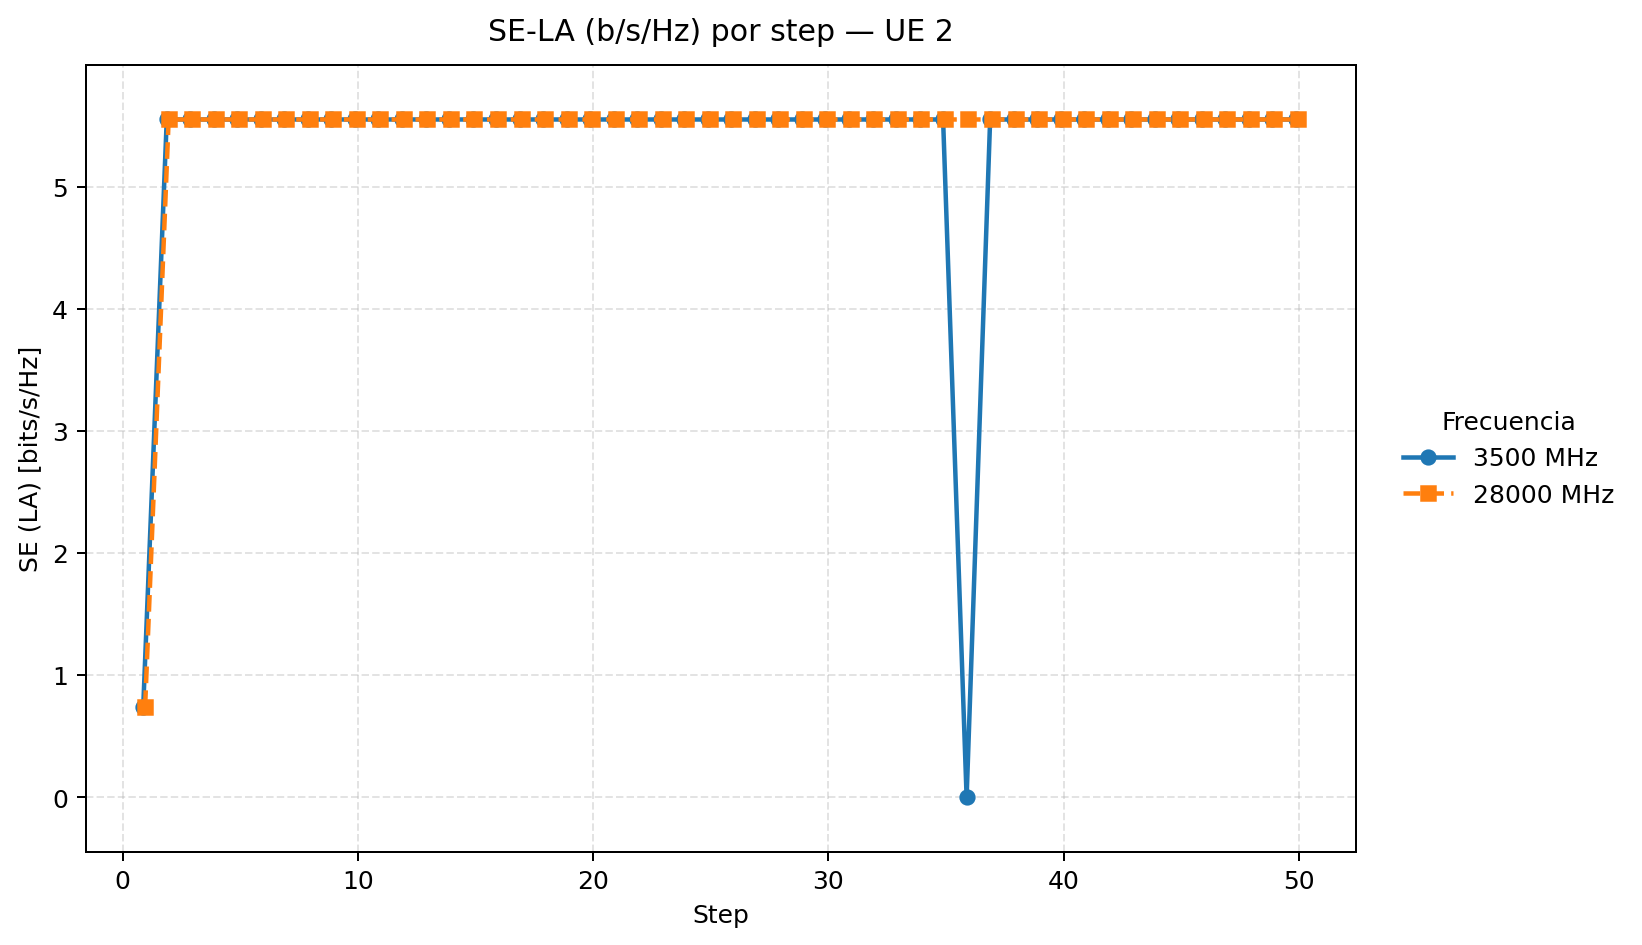 SE-LA (b/s/Hz) por step — UE 2
SE (LA) [bits/s/Hz]
5
4
3
2
1
0
0 10 20 30 40 50
Step
Frecuencia
3500 MHz
28000 MHz